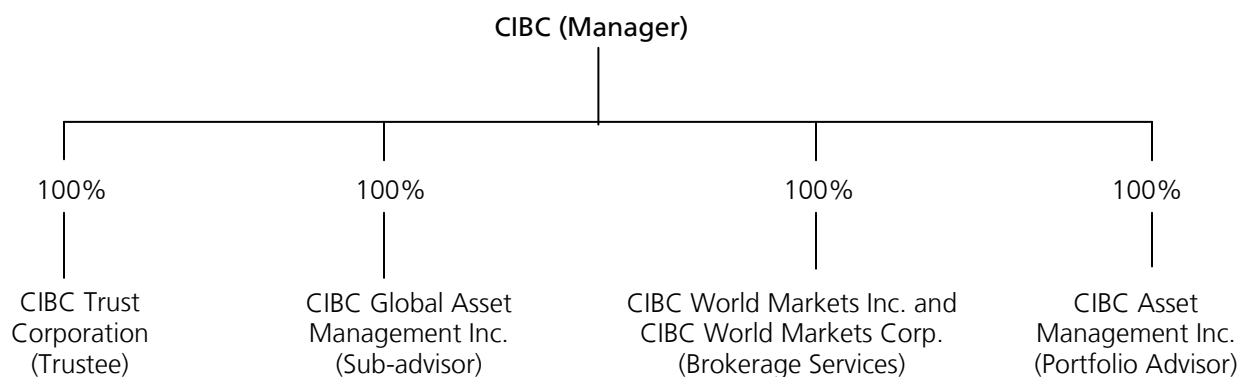 CIBC (Manager)
100%
100%
100%
100%
CIBC Trust
Corporation
(Trustee)
CIBC Global Asset
Management Inc.
(Sub-advisor)
CIBC World Markets Inc. and
CIBC World Markets Corp.
(Brokerage Services)
CIBC Asset
Management Inc.
(Portfolio Advisor)